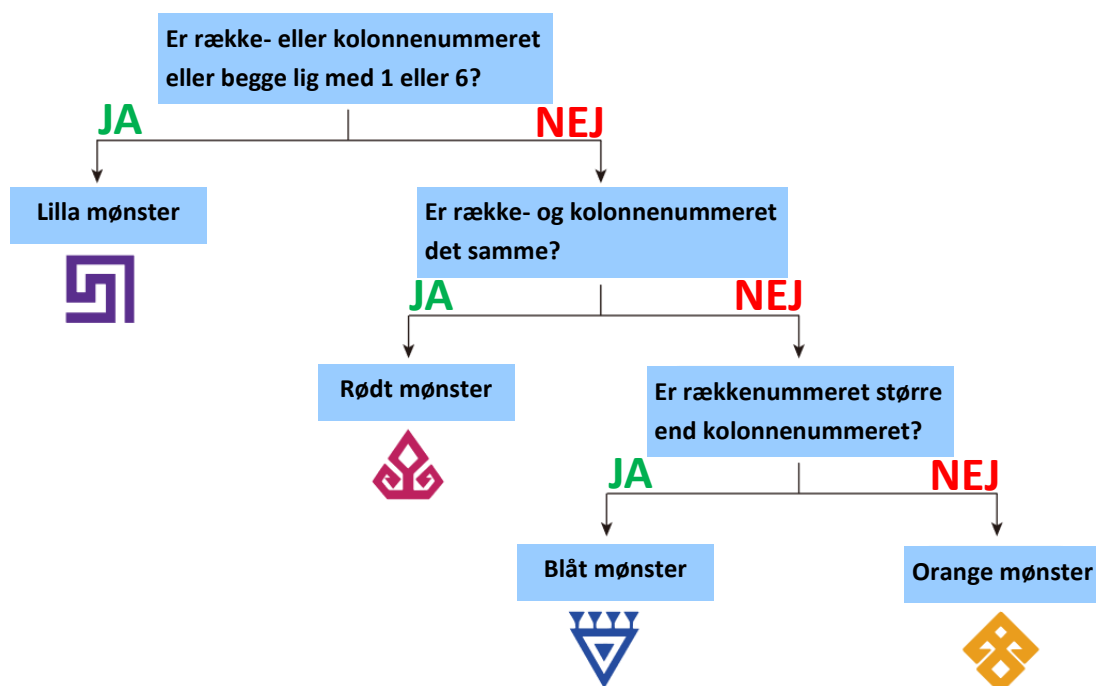 Er række- eller kolonnenummeret
eller begge lig med 1 eller 6?
JA
NEJ
Lilla mønster
Er række- og kolonnenummeret
det samme?
JA
NEJ
Rødt mønster
Er rækkenummeret større
end kolonnenummeret?
JA
NEJ
Blåt mønster
Orange mønster